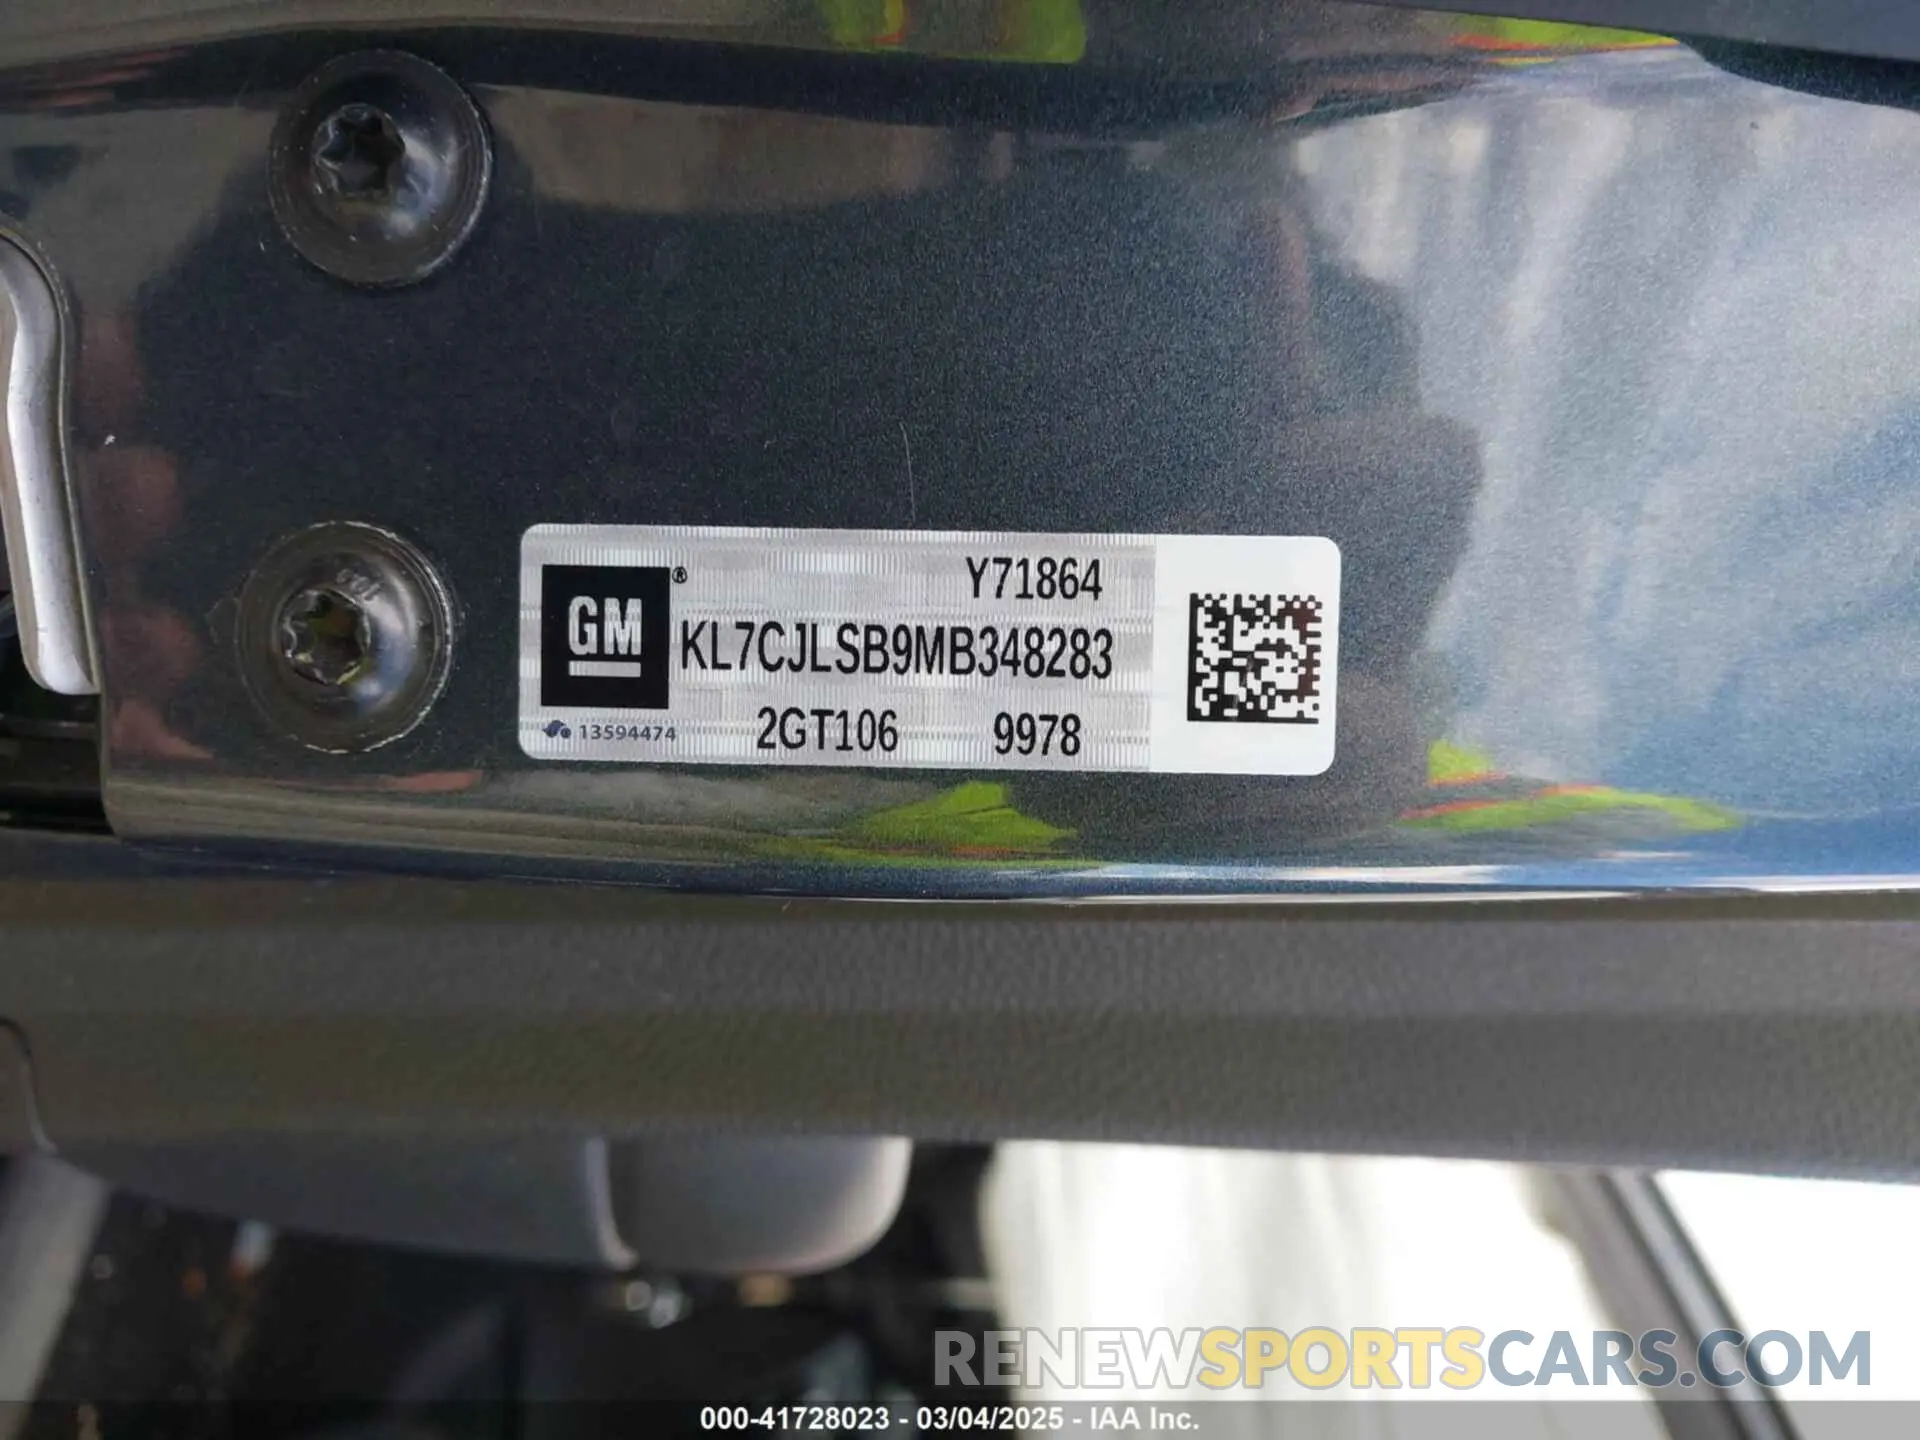 Y71864
GM®
KL7CJLSB9MB348283
13594474 2GT106 9978
RENEWSPORTSCARS.COM
000-41728023 - 03/04/2025 - IAA Inc.